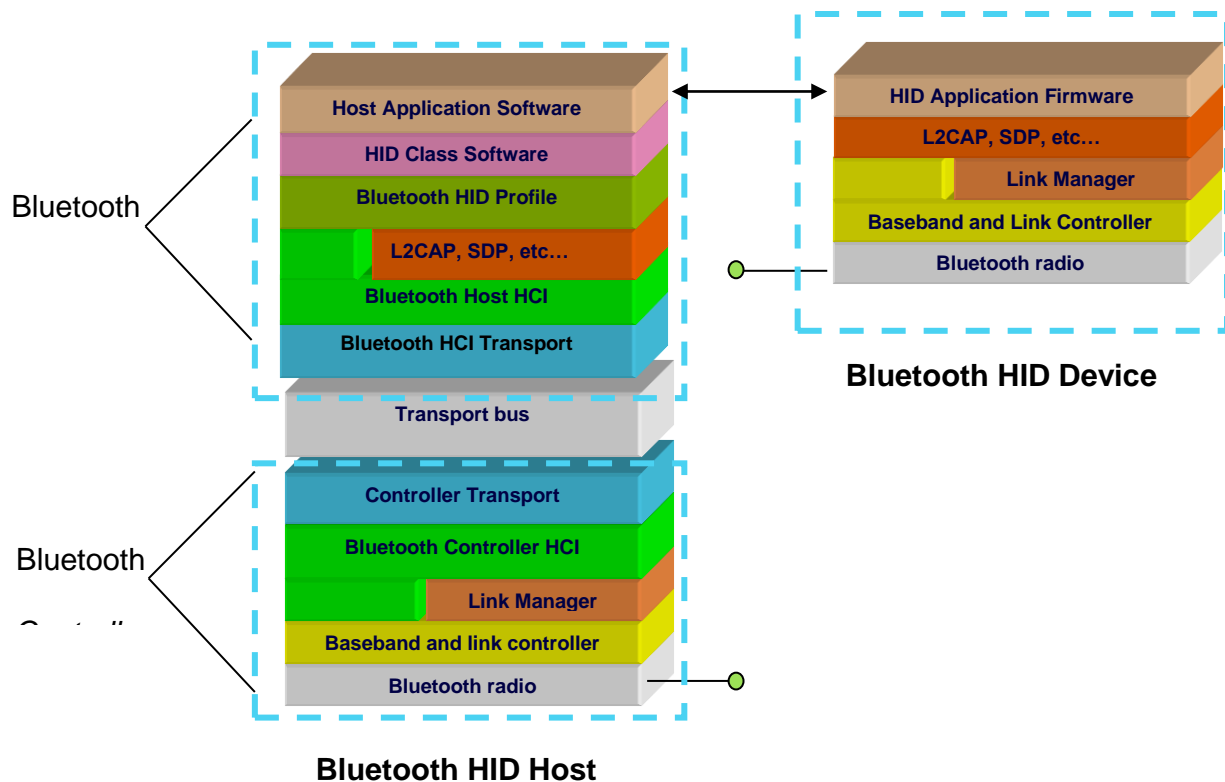 Host Application Software
HID Class Software
Bluetooth HID Profile
L2CAP, SDP, etc…
Bluetooth Host HCI
Bluetooth HCI Transport
Bluetooth
Transport bus
Controller Transport
Bluetooth Controller HCI
Link Manager
Baseband and link controller
Bluetooth radio
Bluetooth
Bluetooth HID Host
HID Application Firmware
L2CAP, SDP, etc…
Link Manager
Baseband and Link Controller
Bluetooth radio
Bluetooth HID Device